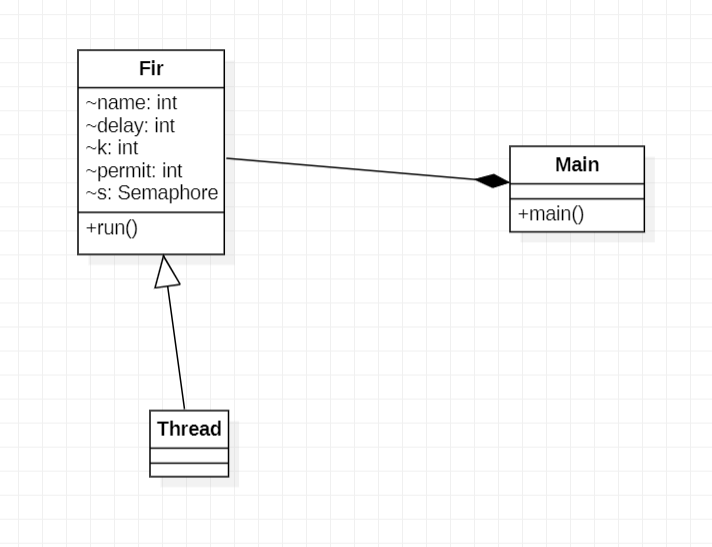 Fir
~name: int
~delay: int
~k: int
~permit: int
~s: Semaphore
+run()
Main
+main()
Thread